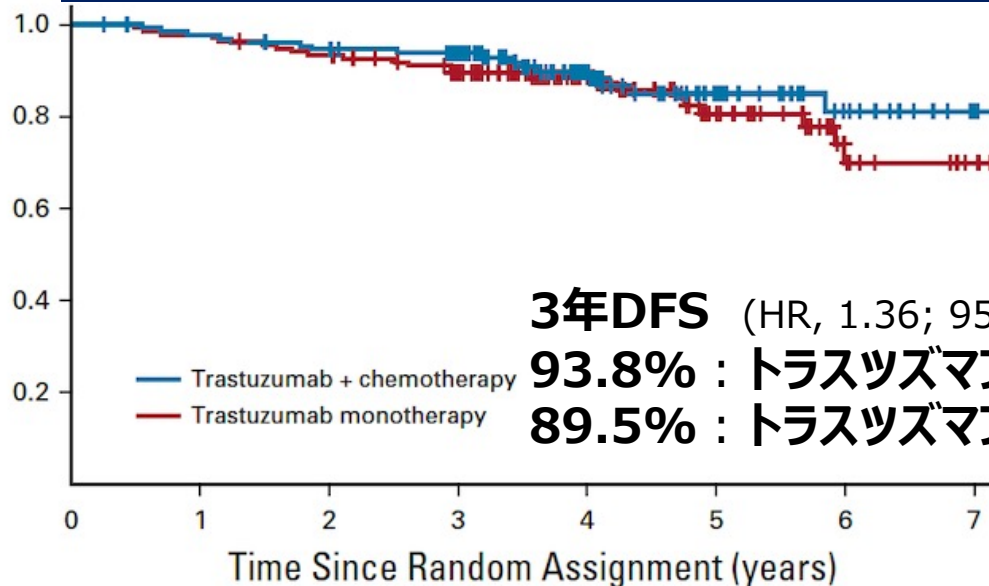 1.0
0.8
0.6
0.4
0.2
3年DFS (HR, 1.36; 95
93.8% : トラスツズマブ
89.5% : トラスツズマブ
Trastuzumab + chemotherapy
Trastuzumab monotherapy
0 1 2 3 4 5 6 7
Time Since Random Assignment (years)